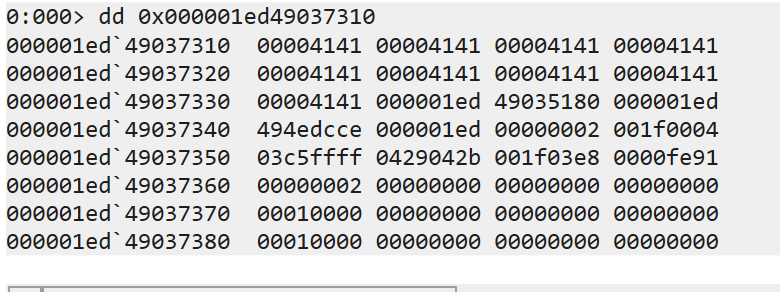 0:000> dd 0x000001ed49037310
000001ed`49037310  00004141 00004141 00004141 00004141
000001ed`49037320  00004141 00004141 00004141 00004141
000001ed`49037330  00004141 000001ed 49035180 000001ed
000001ed`49037340  494edcce 000001ed 00000002 001f0004
000001ed`49037350  03c5ffff 0429042b 001f03e8 0000fe91
000001ed`49037360  00000002 00000000 00000000 00000000
000001ed`49037370  00010000 00000000 00000000 00000000
000001ed`49037380  00010000 00000000 00000000 00000000